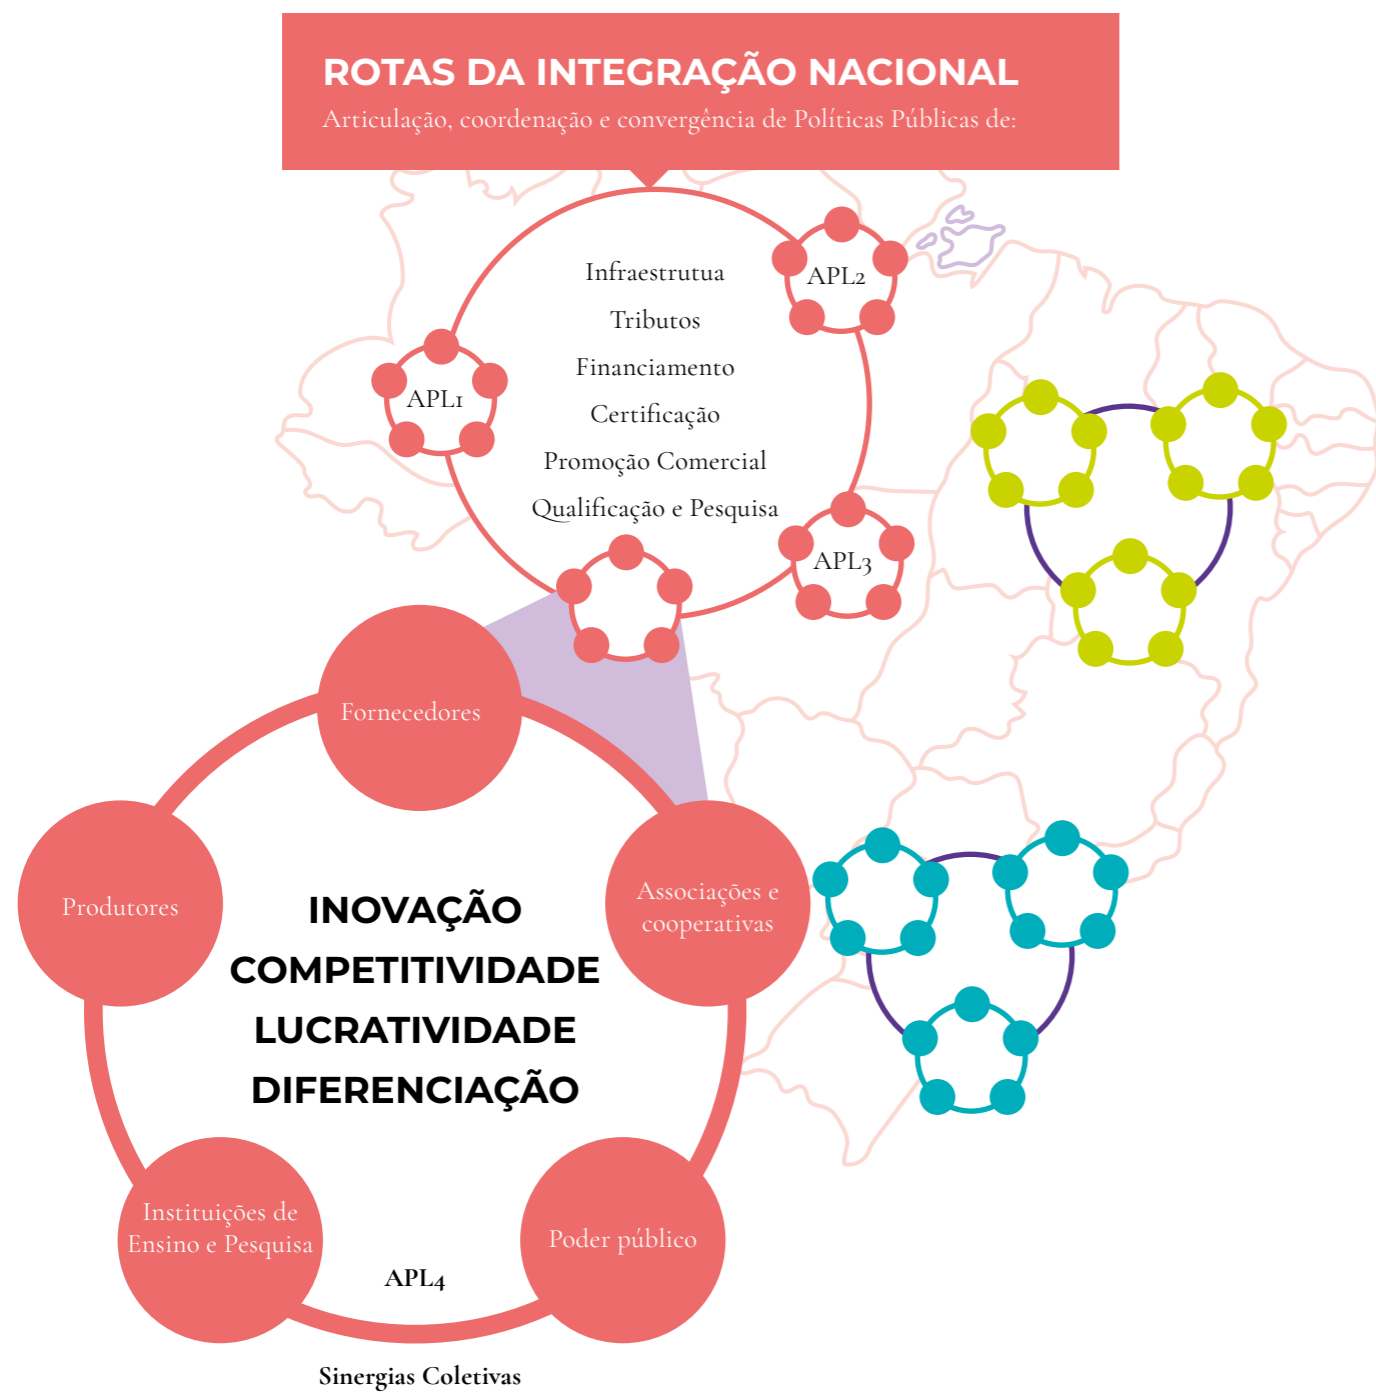 ROTAS DA INTEGRAÇÃO NACIONAL
Articulação, coordenação e convergência de Políticas Públicas de:
Infraestrutua
Tributos
Financiamento
Certificação
Promoção Comercial
Qualificação e Pesquisa
APL1
APL2
APL3
Fornecedores
Produtores
Associações e
cooperativas
INOVAÇÃO
COMPETITIVIDADE
LUCRATIVIDADE
DIFERENCIAÇÃO
Instituições de
Ensino e Pesquisa
Poder público
APL4
Sinergias Coletivas